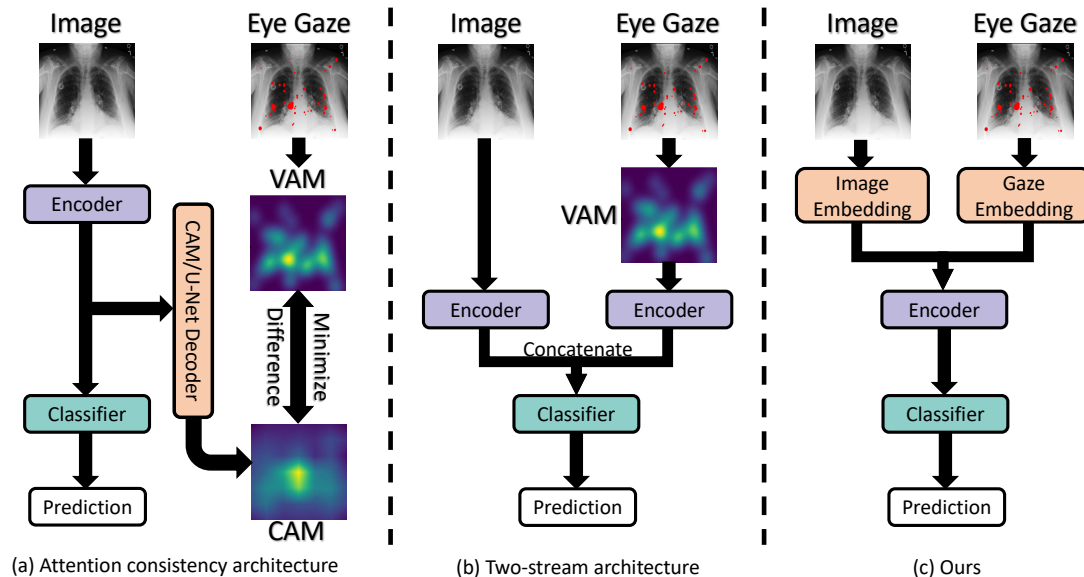 Image
Eye Gaze
Encoder
VAM
CAM/U-Net Decoder
Minimize
Difference
Classifier
Prediction
CAM
(a) Attention consistency architecture
Image
Eye Gaze
VAM
Encoder
Encoder
Concatenate
Classifier
Prediction
(b) Two-stream architecture
Image
Eye Gaze
Image
Embedding
Gaze
Embedding
Encoder
Classifier
Prediction
(c) Ours